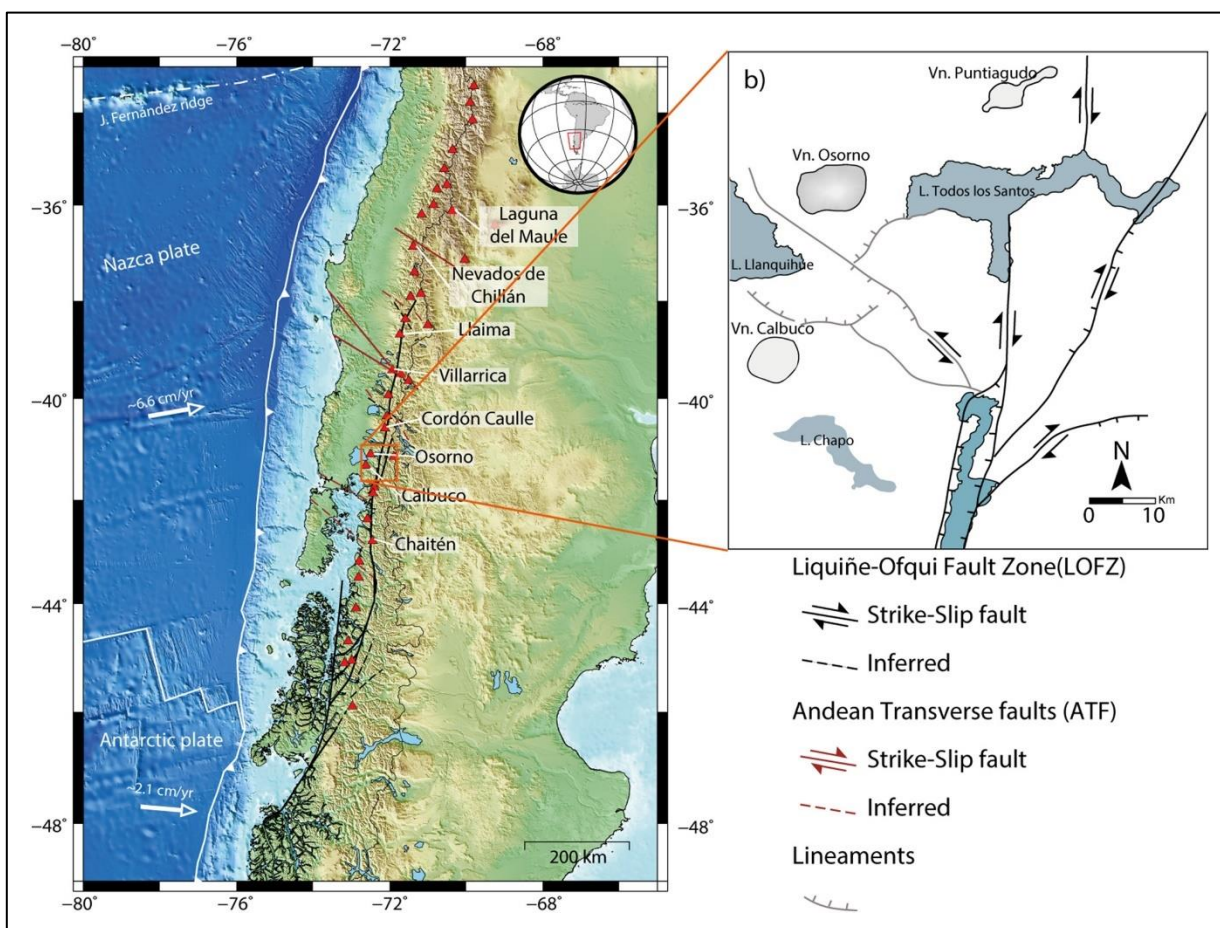 −80°
−76°
−72°
−68°
J. Fernández ridge
−36°
Nazca plate
Laguna
del Maule
Nevados de
Chillán
Llaima
Villarrica
~6.6 cm/yr
−40°
Cordón Caulle
Osorno
Calbuco
Chaitén
−44°
Antarctic plate
~2.1 cm/yr
−48°
200 km
−80°
−76°
−72°
−68°
−36°
−40°
−44°
−48°
b)
Vn. Puntiagudo
Vn. Osorno
L. Todos los Santos
L. Llanquihue
Vn. Calbuco
L. Chapo
N
Km
0 10
Liquiñe-Ofqui Fault Zone(LOFZ)
Strike-Slip fault
Inferred
Andean Transverse faults (ATF)
Strike-Slip fault
Inferred
Lineaments